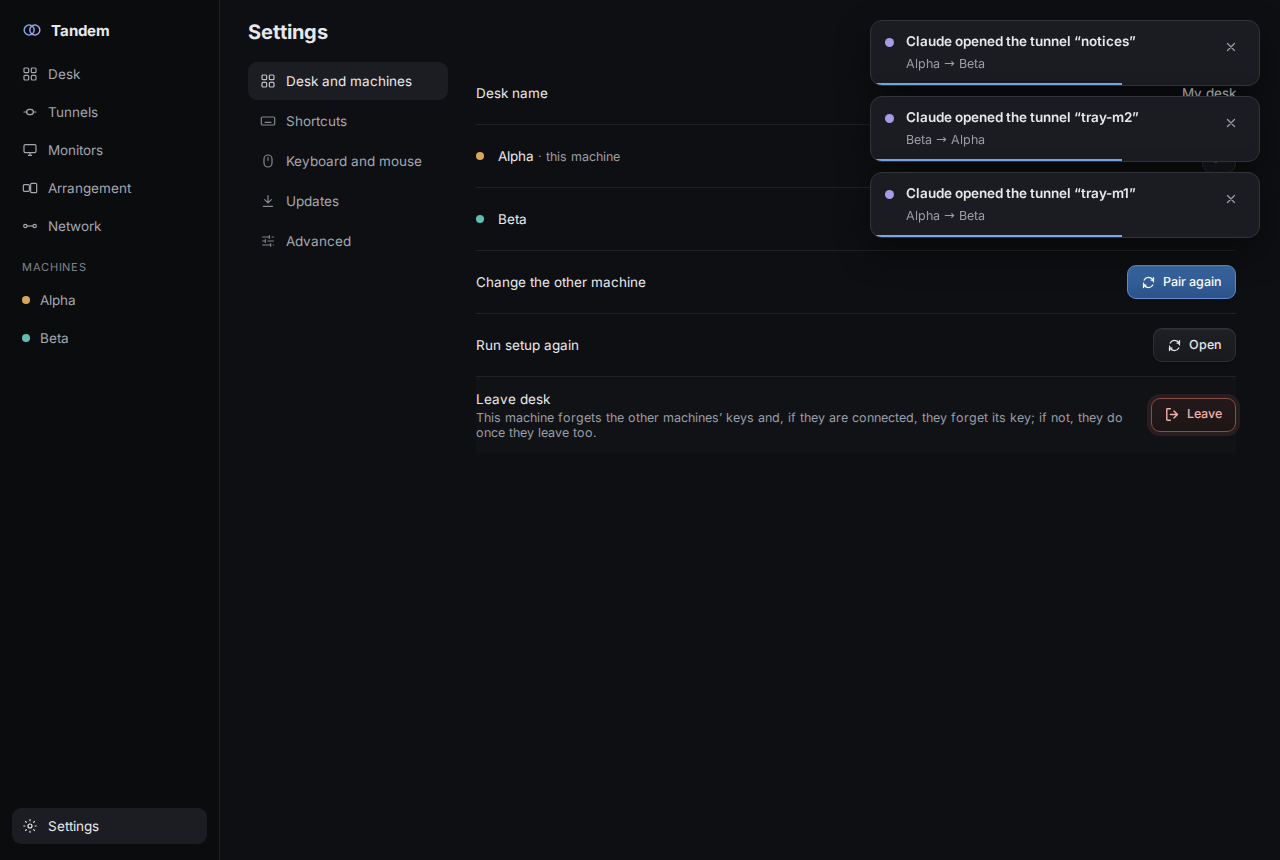 Tandem
Desk
Tunnels
Monitors
Arrangement
Network
MACHINES
Alpha
Beta
Settings
Settings
Desk and machines
Shortcuts
Keyboard and mouse
Updates
Advanced
Desk name
My desk
Alpha · this machine
Beta
Change the other machine
Pair again
Run setup again
Open
Leave desk
This machine forgets the other machines’ keys and, if they are connected, they forget its key; if not, they do
once they leave too.
Leave
Claude opened the tunnel “notices”
Alpha → Beta
Claude opened the tunnel “tray-m2”
Beta → Alpha
Claude opened the tunnel “tray-m1”
Alpha → Beta